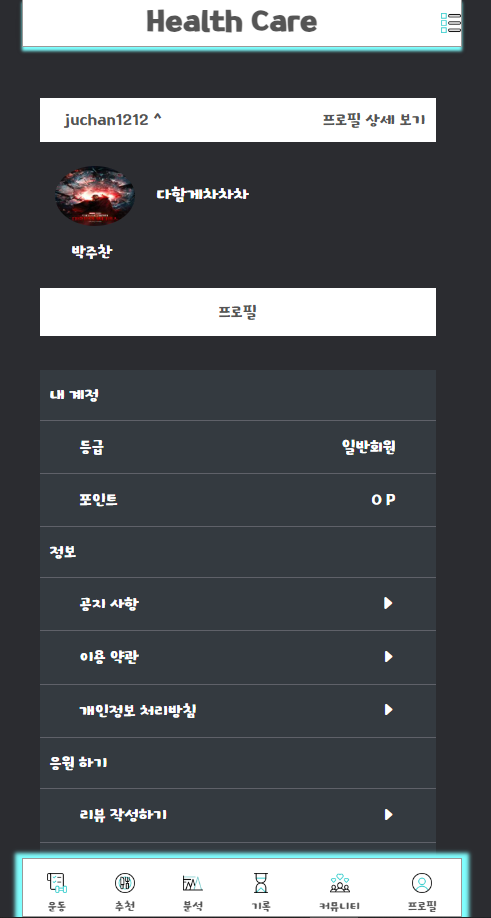 Health Care
juchan1212 ^ 프로필 상세 보기
다함게차차차
박주찬
프로필
내 계정
등급 일반회원
포인트 0 P
정보
공지 사항
이용 약관
개인정보 처리방침
응원 하기
리뷰 작성하기
운동 추천 분석 기록 커뮤니티 프로필